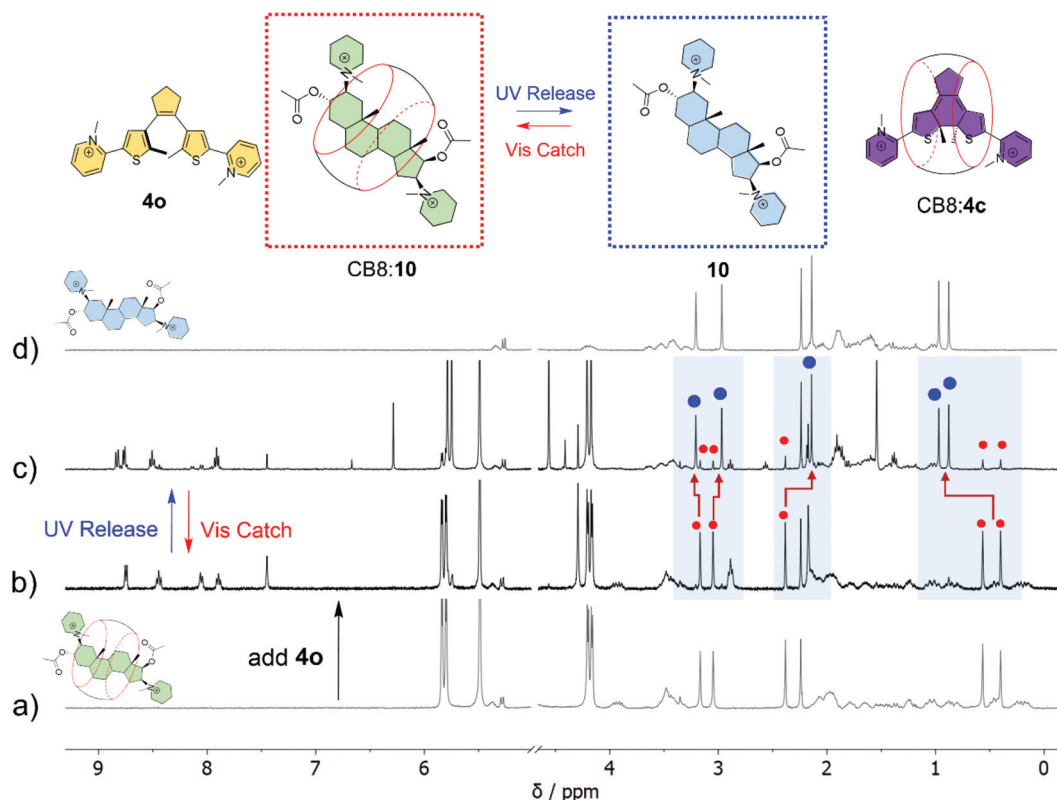 UV Release
Vis Catch
4o
CB8:10
10
CB8:4c
N
O
O
O
O
N
N
O
O
O
O
N
N
S
S
N
S
S
N
N
d)
c)
UV Release
Vis Catch
b)
add 4o
a)
9 8 7 6 5 4 3 2 1 0
δ / ppm